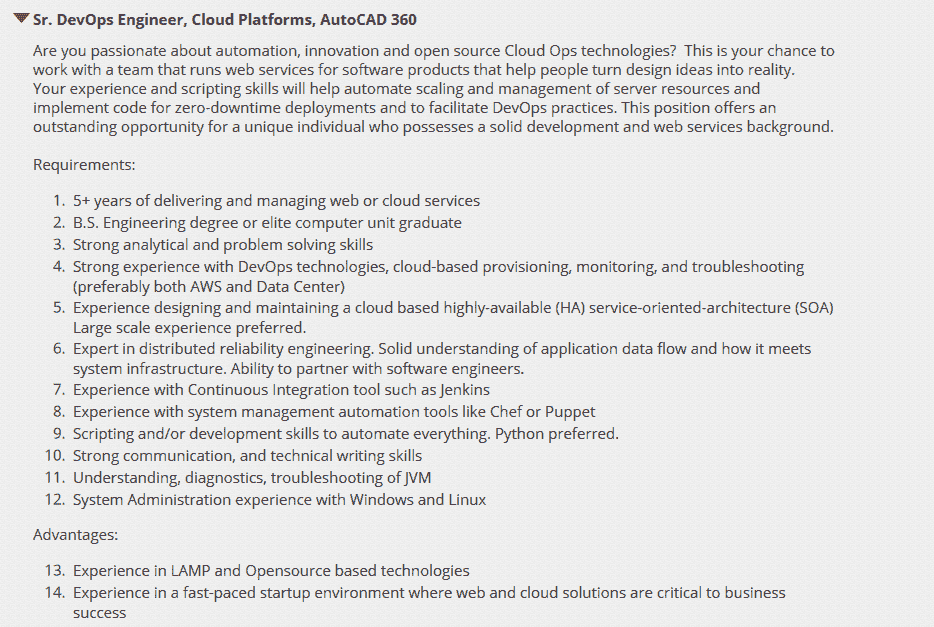 Sr. DevOps Engineer, Cloud Platforms, AutoCAD 360
Are you passionate about automation, innovation and open source Cloud Ops technologies?  This is your chance to
work with a team that runs web services for software products that help people turn design ideas into reality.
Your experience and scripting skills will help automate scaling and management of server resources and
implement code for zero-downtime deployments and to facilitate DevOps practices. This position offers an
outstanding opportunity for a unique individual who possesses a solid development and web services background.
Requirements:
1. 5+ years of delivering and managing web or cloud services
2. B.S. Engineering degree or elite computer unit graduate
3. Strong analytical and problem solving skills
4. Strong experience with DevOps technologies, cloud-based provisioning, monitoring, and troubleshooting
(preferably both AWS and Data Center)
5. Experience designing and maintaining a cloud based highly-available (HA) service-oriented-architecture (SOA)
Large scale experience preferred.
6. Expert in distributed reliability engineering. Solid understanding of application data flow and how it meets
system infrastructure. Ability to partner with software engineers.
7. Experience with Continuous Integration tool such as Jenkins
8. Experience with system management automation tools like Chef or Puppet
9. Scripting and/or development skills to automate everything. Python preferred.
10. Strong communication, and technical writing skills
11. Understanding, diagnostics, troubleshooting of JVM
12. System Administration experience with Windows and Linux
Advantages:
13. Experience in LAMP and Opensource based technologies
14. Experience in a fast-paced startup environment where web and cloud solutions are critical to business
success